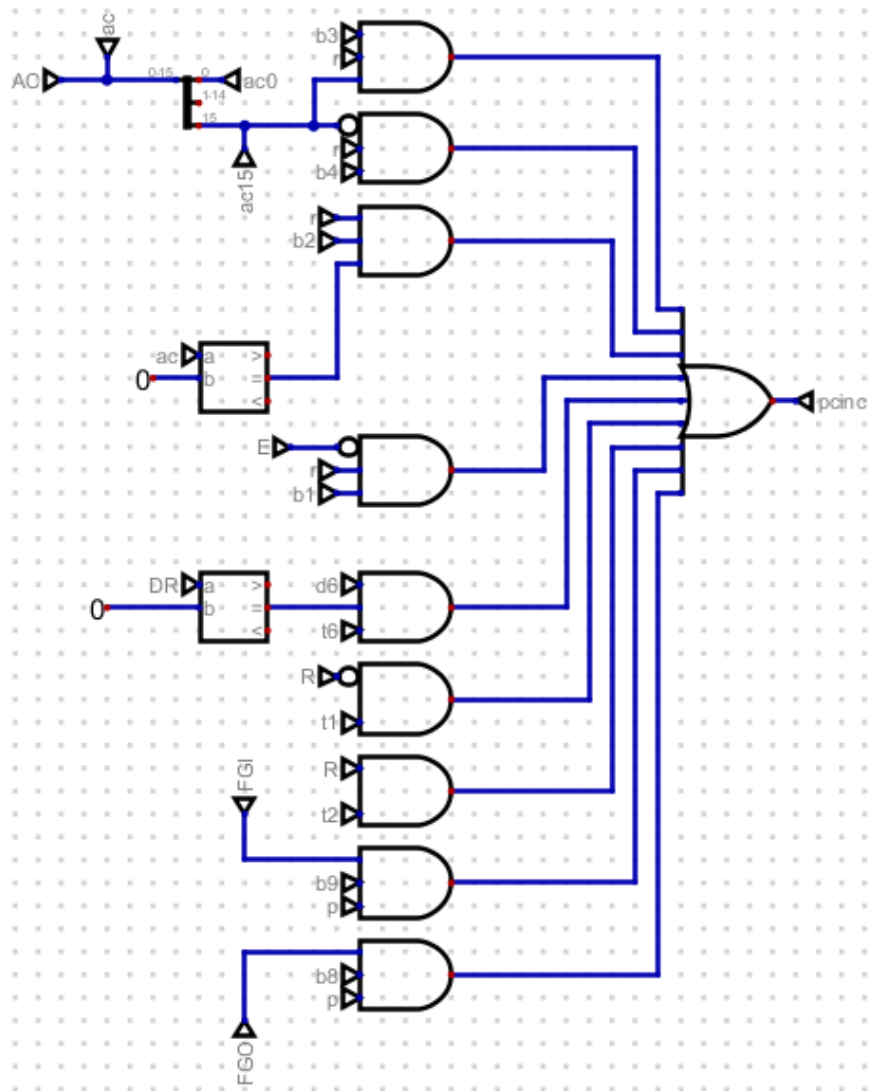 ac
AC
0-15
0
ac0
1-14
15
ac15
b3
r
r
b4
r
b2
ac
a
b
0
>
=
<
E
r
b1
DR
a
b
0
>
=
<
d6
t6
R
t1
R
t2
FGI
b9
p
b8
p
FGO
pcinc